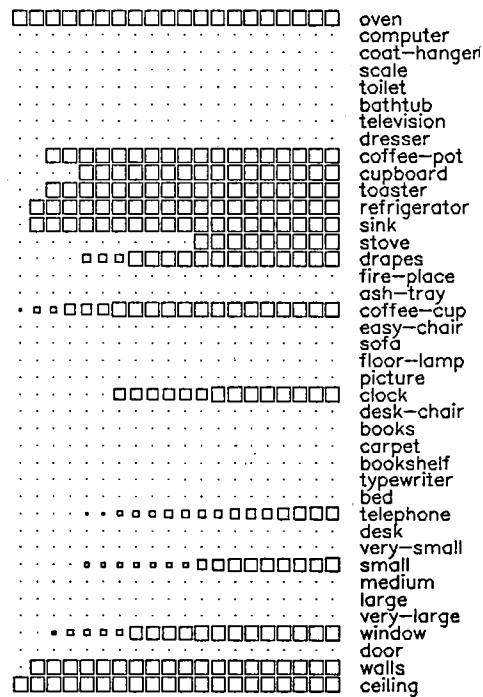 oven
computer
coat-hanger
scale
toilet
bathtub
television
dresser
coffee-pot
cupboard
toaster
refrigerator
sink
stove
drapes
fire-place
ash-tray
coffee-cup
easy-chair
sofa
floor-lamp
picture
clock
desk-chair
books
carpet
bookshelf
typewriter
bed
telephone
desk
very-small
small
medium
large
very-large
window
door
walls
ceiling